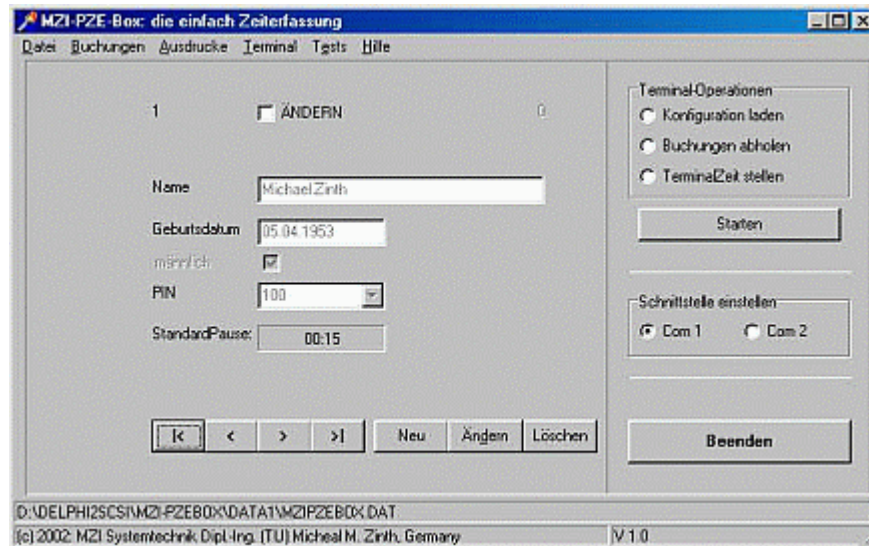 MZI-PZE-Box: die einfach Zeiterfassung
Datei Buchungen Ausdrucke Terminal Tests Hilfe
1 ÄNDERN 0
Name Michael Zinth
Geburtsdatum 05.04.1953
männlich
PIN 100
StandardPause: 00:15
|< < > >| Neu Ändern Löschen
Terminal-Operationen
Konfiguration laden
Buchungen abholen
TerminalZeit stellen
Starten
Schnittstelle einstellen
Com 1 Com 2
Beenden
D:\DELPHI2SCSI\MZI-PZEBOX\DATA1\MZIPZEBOX.DAT
(c) 2002: MZI Systemtechnik Dipl.-Ing. (TU) Micheal M. Zinth, Germany V 1.0